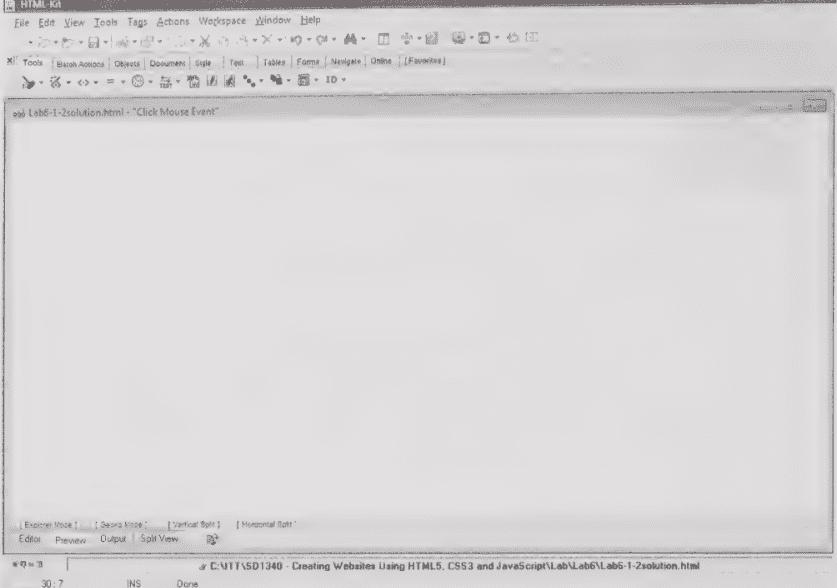 HTML-Kit
File Edit View Tools Tags Actions Workspace Window Help
Tools Batch Actions Objects Document Style Text Tables Forms Navigate Online [Favorites]
ID
Lab6-1-2solution.html - "Click Mouse Event"
[ Explorer Mode ] [ Gecko Mode ] [ Vertical Split ] [ Horizontal Split ]
Editor Preview Output Split View
C:\ITT\SD1340 - Creating Websites Using HTML5, CSS3 and JavaScript\Lab\Lab6\Lab6-1-2solution.html
30 : 7 INS Done